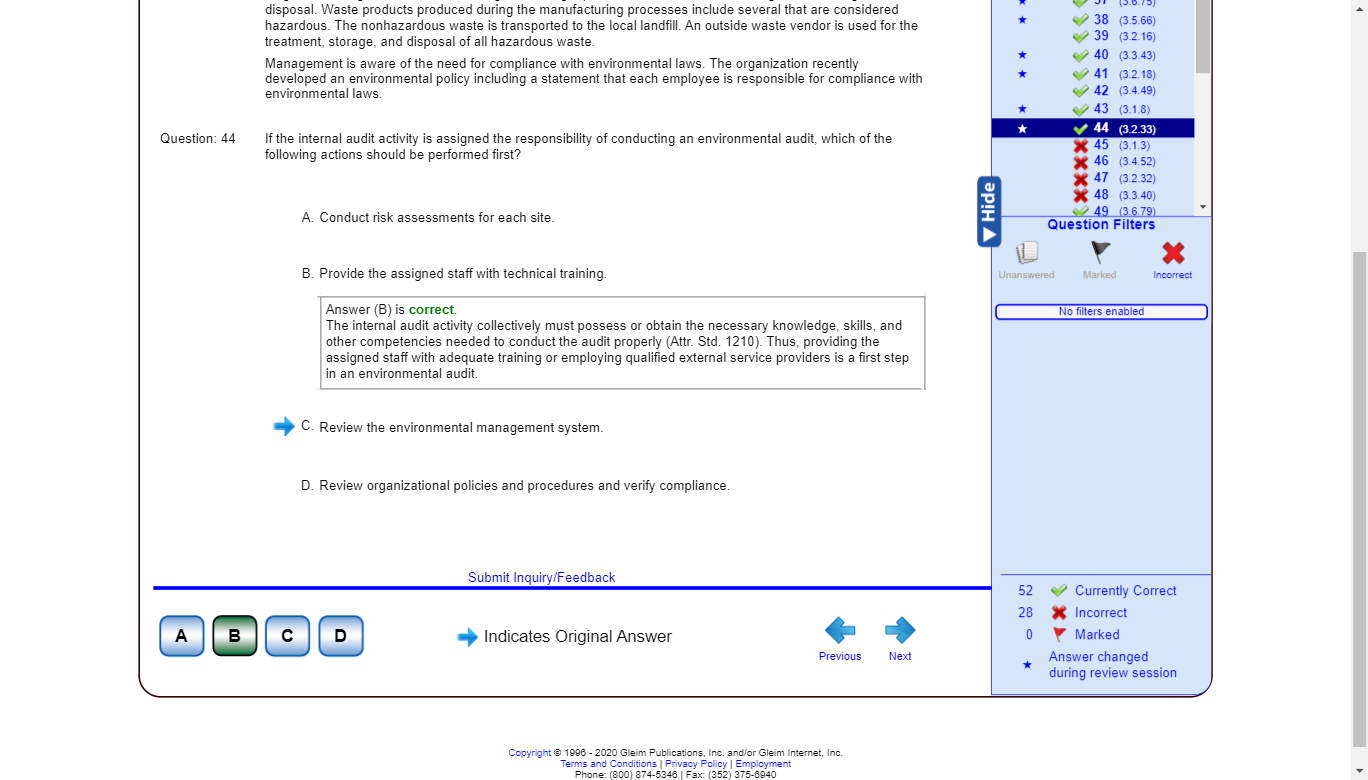 disposal. Waste products produced during the manufacturing processes include several that are considered
hazardous. The nonhazardous waste is transported to the local landfill. An outside waste vendor is used for the
treatment, storage, and disposal of all hazardous waste.
Management is aware of the need for compliance with environmental laws. The organization recently
developed an environmental policy including a statement that each employee is responsible for compliance with
environmental laws.
Question: 44
If the internal audit activity is assigned the responsibility of conducting an environmental audit, which of the
following actions should be performed first?
A. Conduct risk assessments for each site.
B. Provide the assigned staff with technical training.
Answer (B) is correct.
The internal audit activity collectively must possess or obtain the necessary knowledge, skills, and
other competencies needed to conduct the audit properly (Attr. Std. 1210). Thus, providing the
assigned staff with adequate training or employing qualified external service providers is a first step
in an environmental audit.
C. Review the environmental management system.
D. Review organizational policies and procedures and verify compliance.
Submit Inquiry/Feedback
A B C D
Indicates Original Answer
Previous
Next
37 (3.6.75)
38 (3.5.66)
39 (3.2.16)
40 (3.3.43)
41 (3.2.18)
42 (3.4.49)
43 (3.1.8)
44 (3.2.33)
45 (3.1.3)
46 (3.4.52)
47 (3.2.32)
48 (3.3.40)
49 (3.6.79)
Hide
Question Filters
Unanswered
Marked
Incorrect
No filters enabled
52 Currently Correct
28 Incorrect
0 Marked
Answer changed
during review session
Copyright © 1996 - 2020 Gleim Publications, Inc. and/or Gleim Internet, Inc.
Terms and Conditions | Privacy Policy | Employment
Phone: (800) 874-5346 | Fax: (352) 375-6940